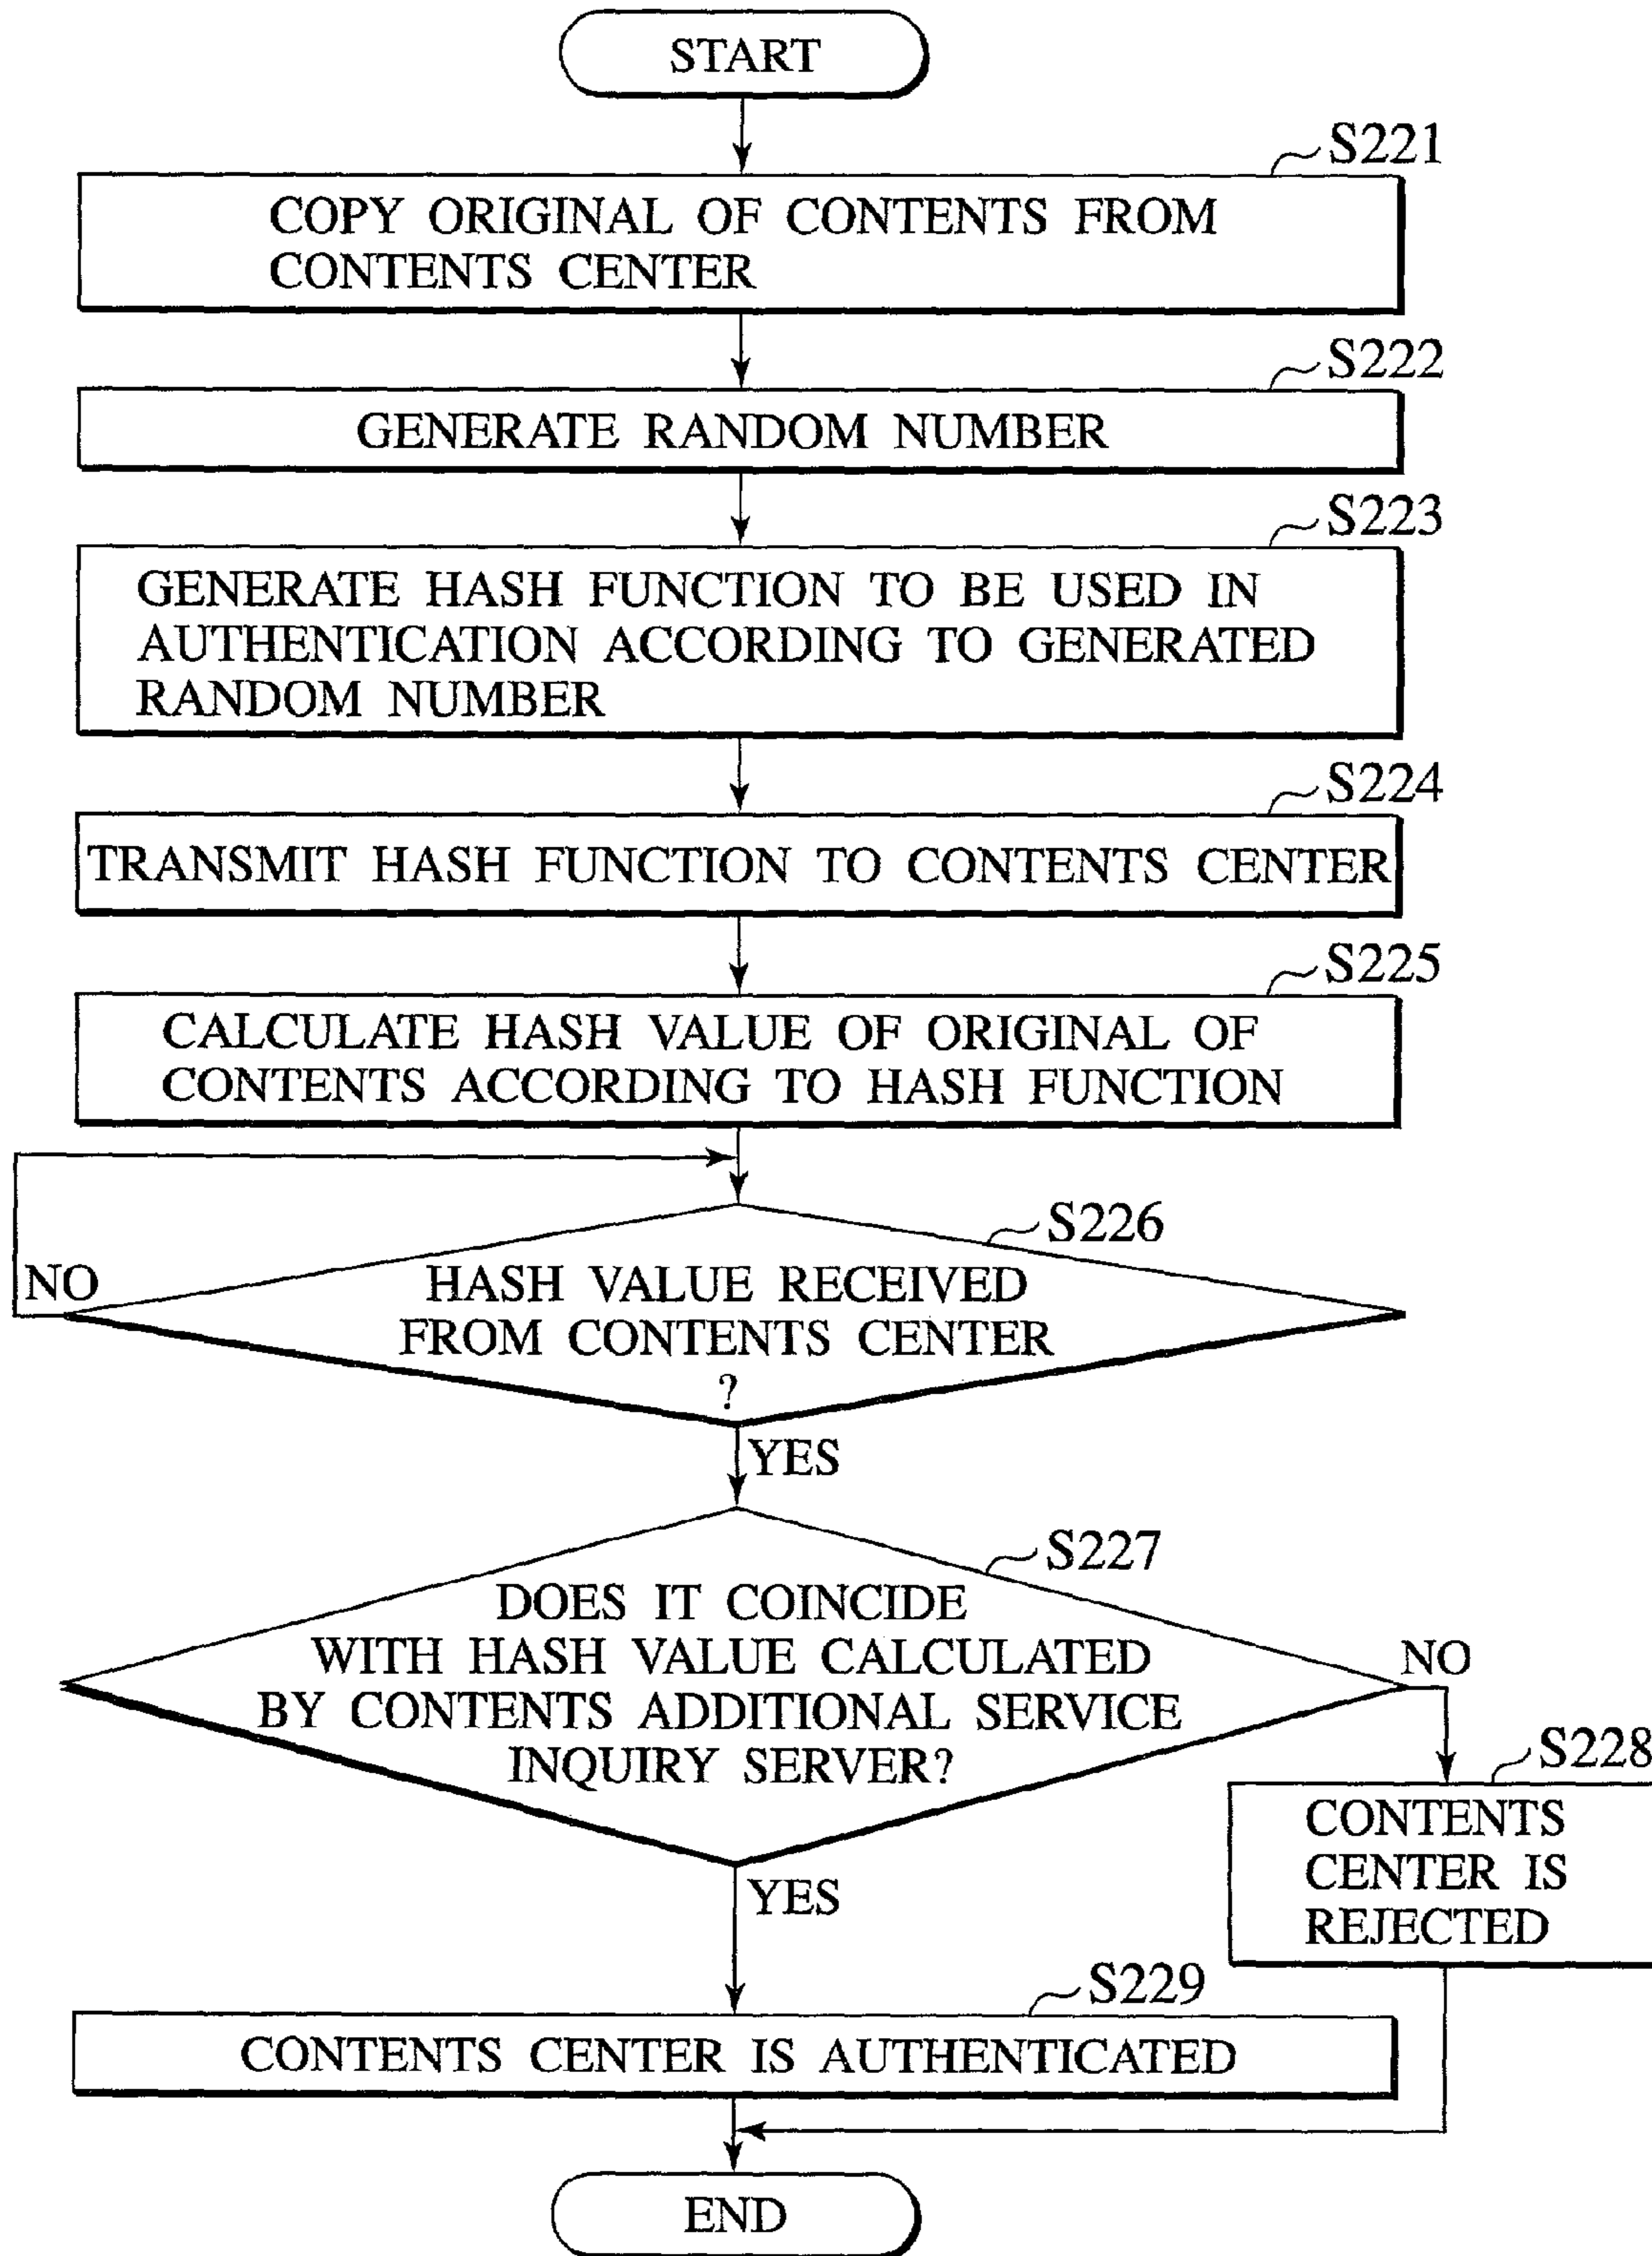 START
S221
COPY ORIGINAL OF CONTENTS FROM
CONTENTS CENTER
S222
GENERATE RANDOM NUMBER
S223
GENERATE HASH FUNCTION TO BE USED IN
AUTHENTICATION ACCORDING TO GENERATED
RANDOM NUMBER
S224
TRANSMIT HASH FUNCTION TO CONTENTS CENTER
S225
CALCULATE HASH VALUE OF ORIGINAL OF
CONTENTS ACCORDING TO HASH FUNCTION
S226
NO
HASH VALUE RECEIVED
FROM CONTENTS CENTER
?
YES
S227
DOES IT COINCIDE
WITH HASH VALUE CALCULATED
BY CONTENTS ADDITIONAL SERVICE
INQUIRY SERVER?
NO
S228
CONTENTS
CENTER IS
REJECTED
YES
S229
CONTENTS CENTER IS AUTHENTICATED
END